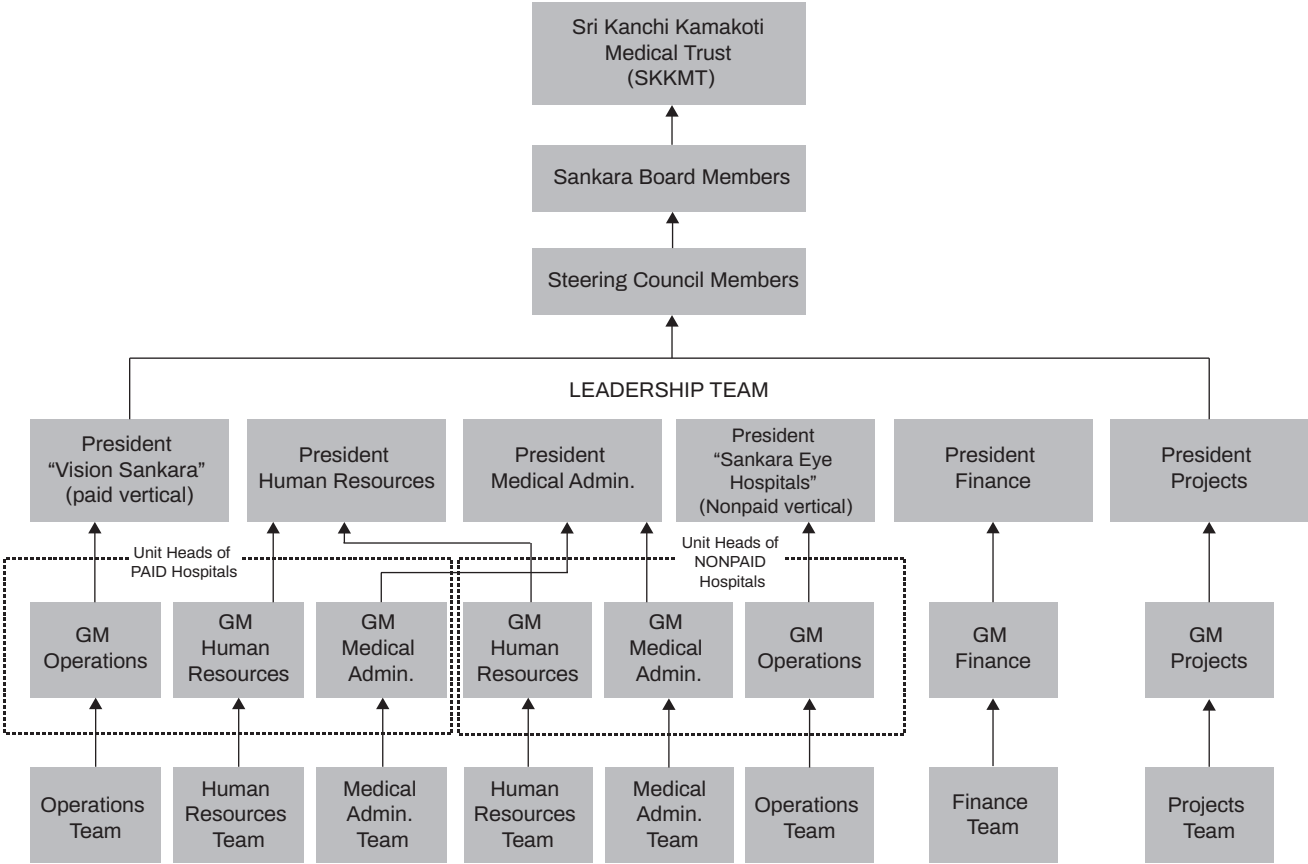 Sri Kanchi Kamakoti
Medical Trust
(SKKMT)
Sankara Board Members
Steering Council Members
LEADERSHIP TEAM
President
“Vision Sankara”
(paid vertical)
President
Human Resources
President
Medical Admin.
President
“Sankara Eye
Hospitals”
(Nonpaid vertical)
President
Finance
President
Projects
Unit Heads of
PAID Hospitals
Unit Heads of
NONPAID
Hospitals
GM
Operations
GM
Human
Resources
GM
Medical
Admin.
GM
Human
Resources
GM
Medical
Admin.
GM
Operations
GM
Finance
GM
Projects
Operations
Team
Human
Resources
Team
Medical
Admin.
Team
Human
Resources
Team
Medical
Admin.
Team
Operations
Team
Finance
Team
Projects
Team